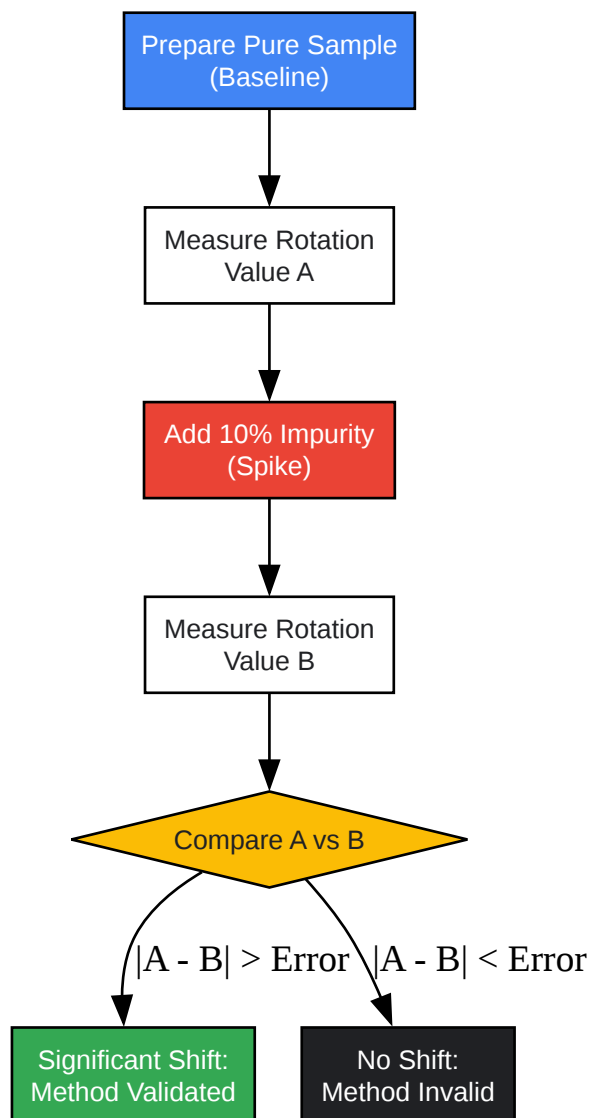 Prepare Pure Sample
(Baseline)
Measure Rotation
Value A
Add 10% Impurity
(Spike)
Measure Rotation
Value B
Compare A vs B
|A - B| > Error
|A - B| < Error
Significant Shift:
Method Validated
No Shift:
Method Invalid